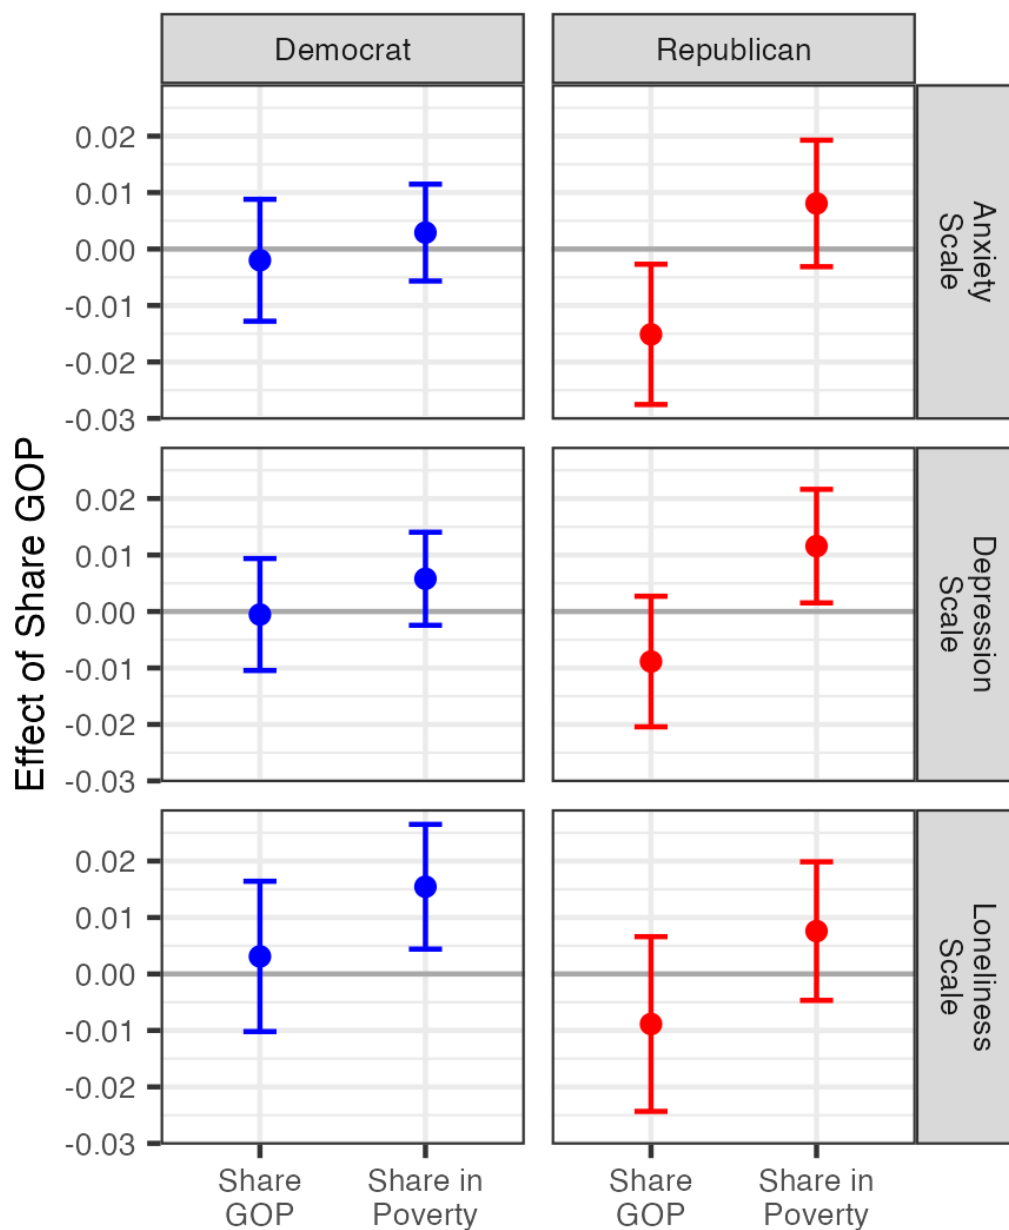 Democrat
Republican
0.02
0.01
0.00
-0.01
-0.02
-0.03
Anxiety
Scale
0.02
0.01
0.00
-0.01
-0.02
-0.03
Depression
Scale
0.02
0.01
0.00
-0.01
-0.02
-0.03
Loneliness
Scale
Effect of Share GOP
Share
GOP
Share in
Poverty
Share
GOP
Share in
Poverty